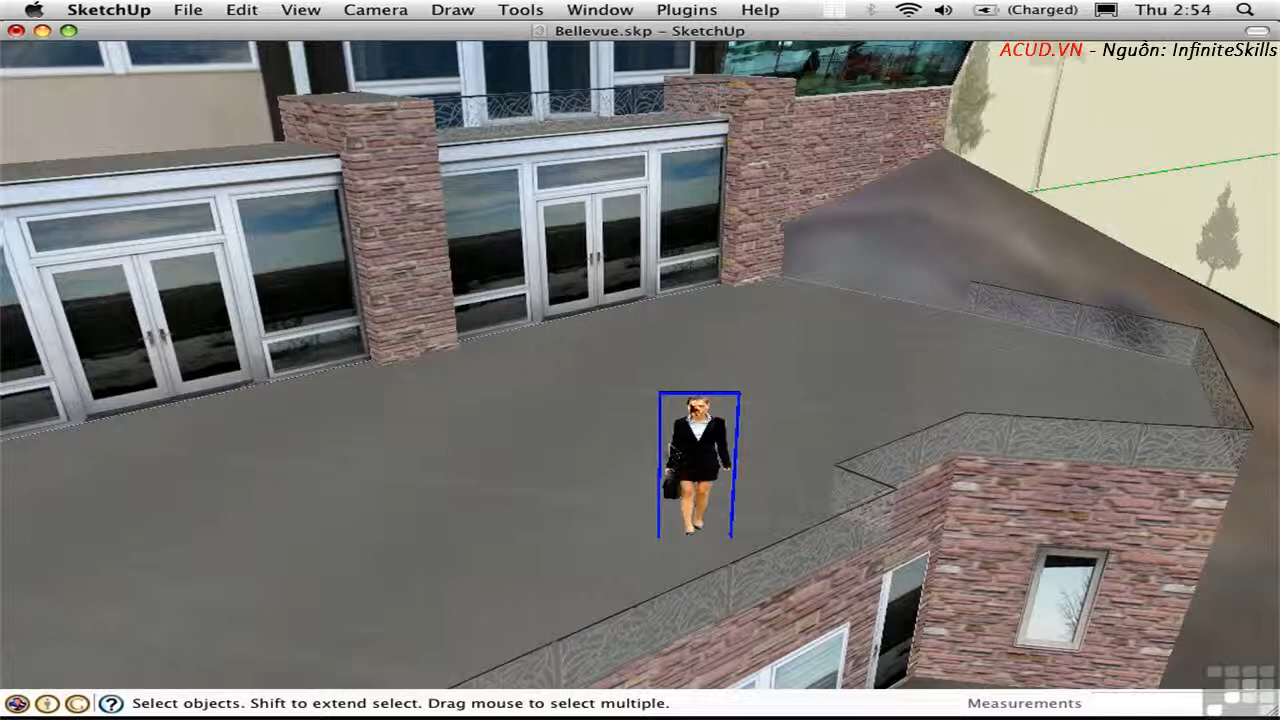 SketchUp File Edit View Camera Draw Tools Window Plugins Help (Charged) Thu 2:54
Bellevue.skp – SketchUp
ACUD.VN - Nguồn: InfiniteSkills
Select objects. Shift to extend select. Drag mouse to select multiple. Measurements